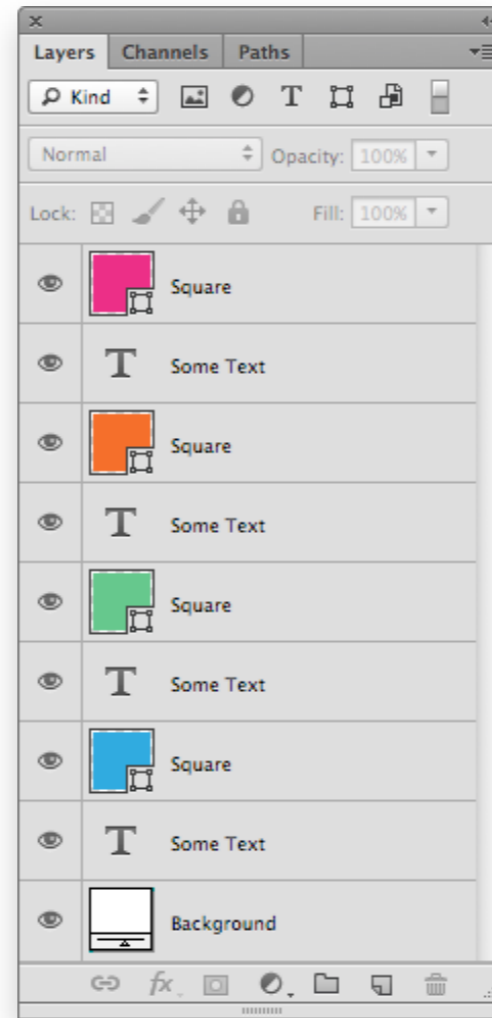 Layers Channels Paths
Kind
Normal Opacity: 100%
Lock: Fill: 100%
Square
Some Text
Square
Some Text
Square
Some Text
Square
Some Text
Background
fx